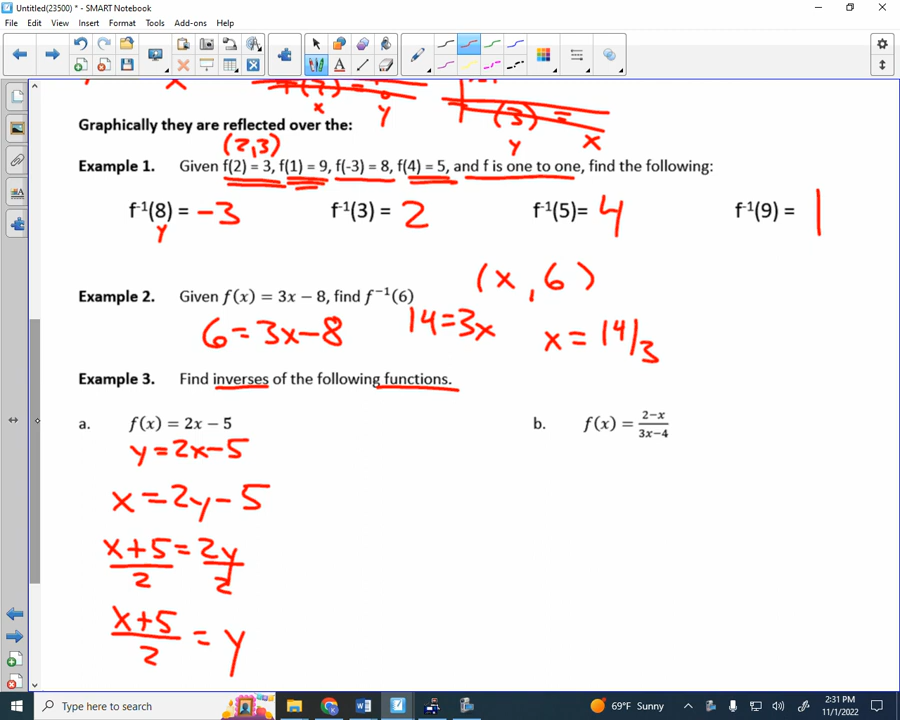 Untitled(23500) * - SMART Notebook
File Edit View Insert Format Tools Add-ons Help
x
x y
(3) =
y x
Graphically they are reflected over the:
(2,3)
Example 1. Given f(2) = 3, f(1) = 9, f(-3) = 8, f(4) = 5, and f is one to one, find the following:
f⁻¹(8) = -3 f⁻¹(3) = 2 f⁻¹(5)= 4 f⁻¹(9) = 1
y
(x, 6)
Example 2. Given f(x) = 3x − 8, find f⁻¹(6)
6 = 3x-8 14=3x x = 14/3
Example 3. Find inverses of the following functions.
a. f(x) = 2x − 5 b. f(x) = (2−x)/(3x−4)
y = 2x-5
x = 2y - 5
(x+5)/2 = 2y/2
(x+5)/2 = y
Type here to search
69°F Sunny
2:31 PM
11/1/2022